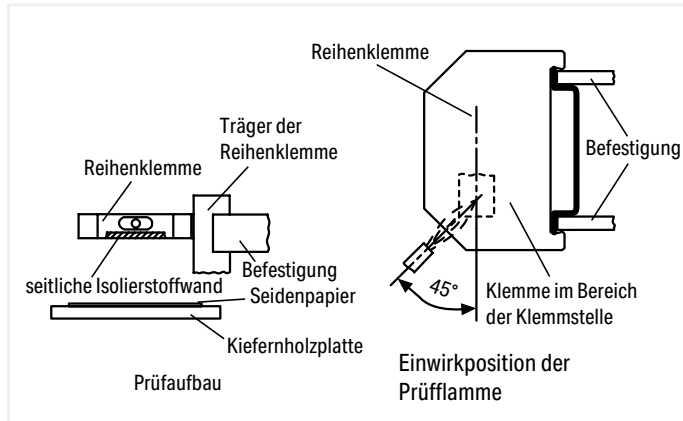 Reihenklemme
Träger der
Reihenklemme
Reihenklemme
Befestigung
seitliche Isolierstoffwand
Befestigung
Seidenpapier
45°
Klemme im Bereich
der Klemmstelle
Kiefernholzplatte
Einwirkposition der
Prüfflamme
Prüfaufbau